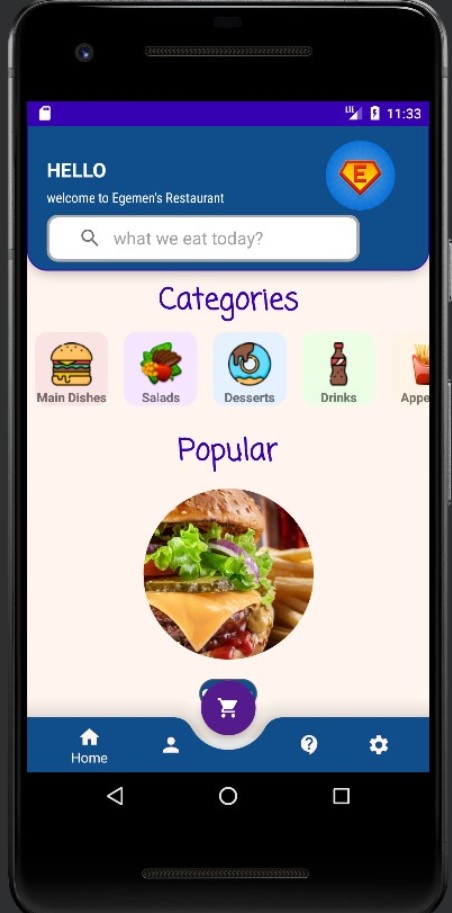 LTE 11:33
HELLO
E
welcome to Egemen's Restaurant
what we eat today?
Categories
Main Dishes Salads Desserts Drinks Appe
Popular
Home